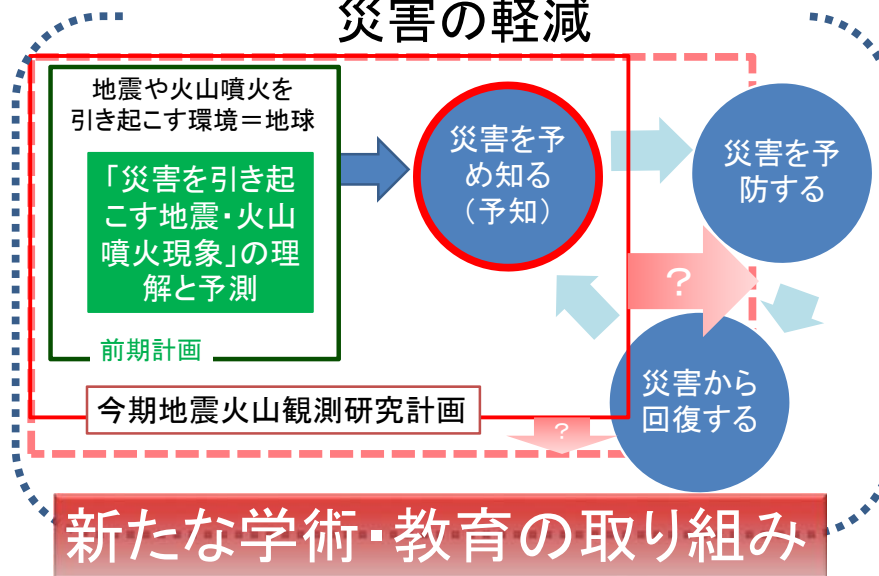 災害の軽減
地震や火山噴火を
引き起こす環境＝地球
「災害を引き起
こす地震・火山
噴火現象」の理
解と予測
前期計画
今期地震火山観測研究計画
災害を予
め知る
（予知）
災害を予
防する
?
災害から
回復する
?
新たな学術・教育の取り組み